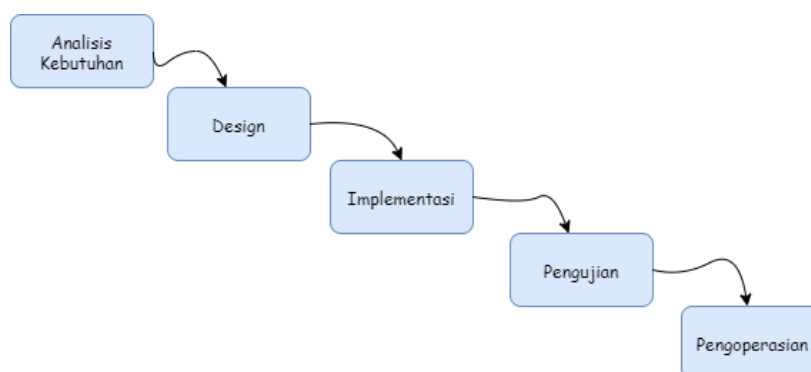 Analisis
Kebutuhan
Design
Implementasi
Pengujian
Pengoperasian